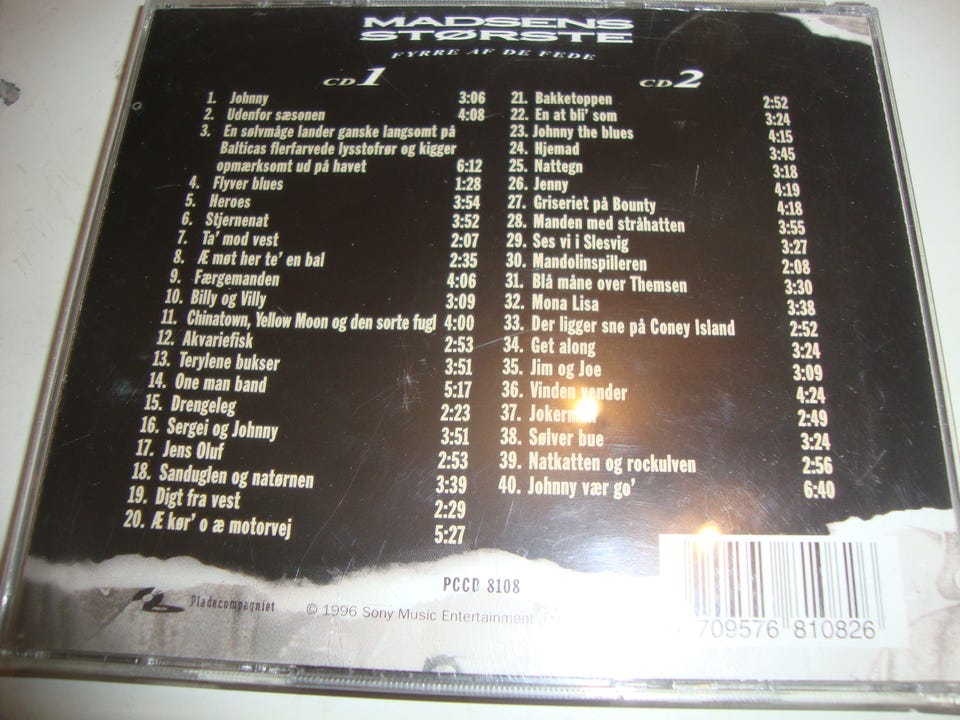 MADSENS
STØRSTE
FYRRE AF DE FEDE
CD 1
1. Johnny 3:06
2. Udenfor sæsonen 4:08
3. En sølvmåge lander ganske langsomt på
Balticas flerfarvede lysstofrør og kigger
opmærksomt ud på havet 6:12
4. Flyver blues 1:28
5. Heroes 3:54
6. Stjernenat 3:52
7. Ta' mod vest 2:07
8. Æ møt her te' en bal 2:35
9. Færgemanden 4:06
10. Billy og Villy 3:09
11. Chinatown, Yellow Moon og den sorte fugl 4:00
12. Akvariefisk 2:53
13. Terylene bukser 3:51
14. One man band 5:17
15. Drengeleg 2:23
16. Sergei og Johnny 3:51
17. Jens Oluf 2:53
18. Sanduglen og natørnen 3:39
19. Digt fra vest 2:29
20. Æ kør' o æ motorvej 5:27
CD 2
21. Bakketoppen 2:52
22. En at bli' som 3:24
23. Johnny the blues 4:15
24. Hjemad 3:45
25. Nattegn 3:18
26. Jenny 4:19
27. Griseriet på Bounty 4:18
28. Manden med stråhatten 3:55
29. Ses vi i Slesvig 3:27
30. Mandolinspilleren 2:08
31. Blå måne over Themsen 3:30
32. Mona Lisa 3:38
33. Der ligger sne på Coney Island 2:52
34. Get along 3:24
35. Jim og Joe 3:09
36. Vinden vender 4:24
37. Jokerman 2:49
38. Sølver bue 3:24
39. Natkatten og rockulven 2:56
40. Johnny vær go' 6:40
PCCD 8108
Pladecompagniet
© 1996 Sony Music Entertainment
709576 810826